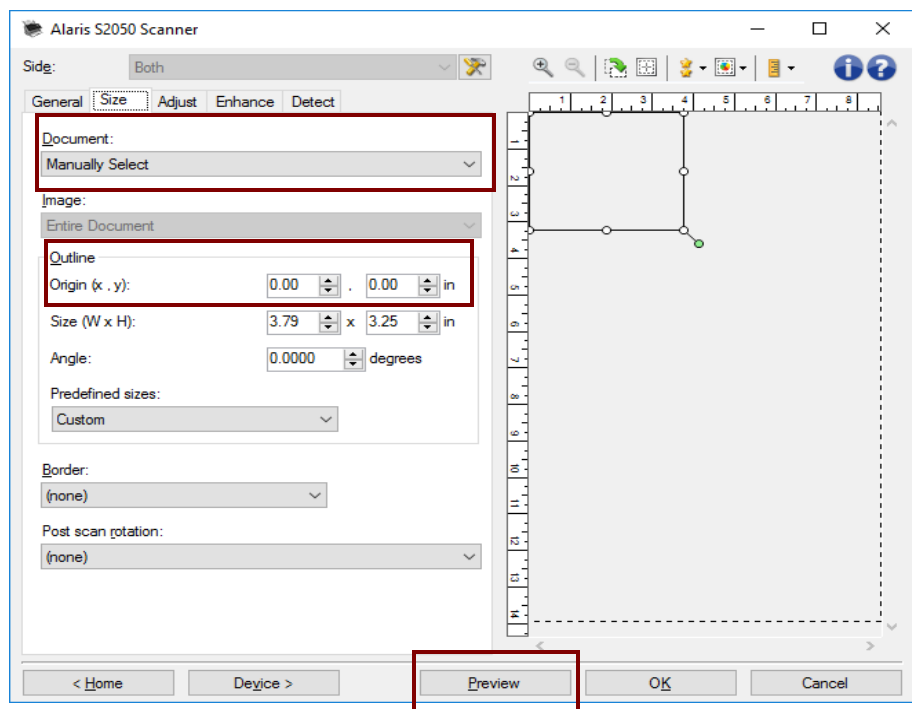 Alaris S2050 Scanner
Side: Both
General Size Adjust Enhance Detect
Document:
Manually Select
Image:
Entire Document
Outline
Origin (x , y): 0.00 , 0.00 in
Size (W x H): 3.79 x 3.25 in
Angle: 0.0000 degrees
Predefined sizes:
Custom
Border:
(none)
Post scan rotation:
(none)
1 2 3 4 5 6 7 8
1
2
3
4
5
6
7
8
9
10
11
12
13
14
< Home Device > Preview OK Cancel